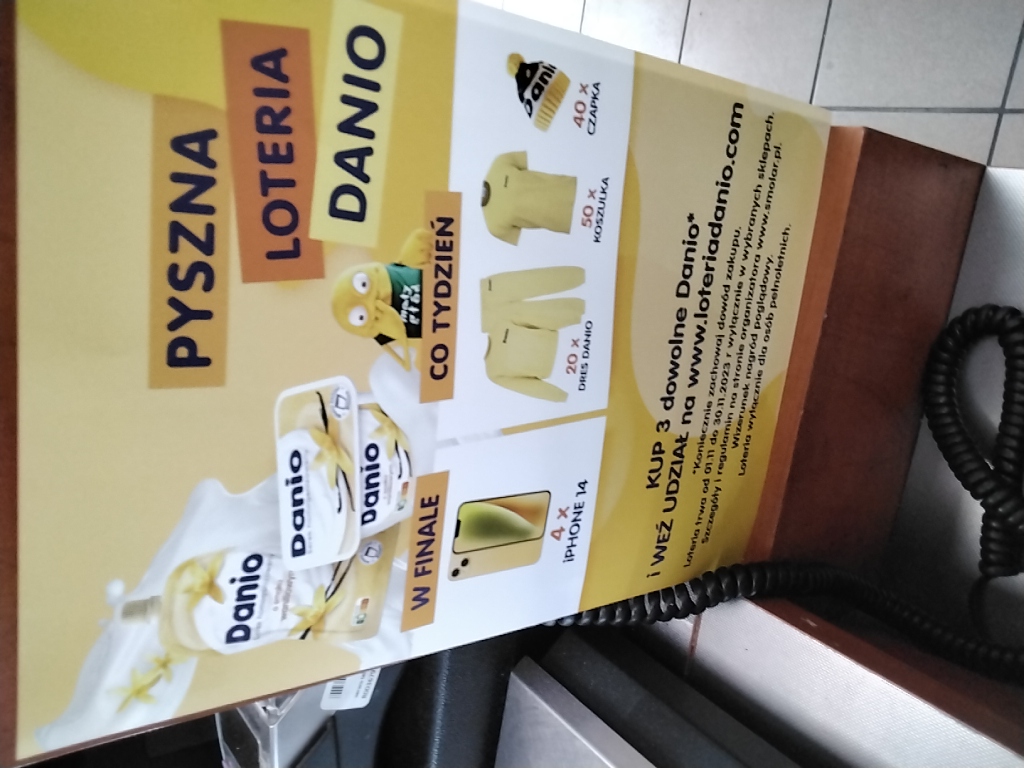 PYSZNA
LOTERIA
DANIO
Danio
Danio
Danio
W FINALE
4 x
iPHONE 14
CO TYDZIEŃ
20 x
DRES DANIO
50 x
KOSZULKA
40 x
CZAPKA
Danio
KUP 3 dowolne Danio*
i WEŹ UDZIAŁ na www.loteriadanio.com
*Koniecznie zachowaj dowód zakupu.
Loteria trwa od 01.11 do 30.11.2023 r wyłącznie w wybranych sklepach.
Szczegóły i regulamin na stronie organizatora www.smolar.pl.
Wizerunek nagród poglądowy.
Loteria wyłącznie dla osób pełnoletnich.